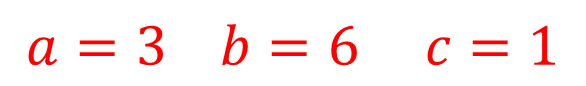 a = 3 b = 6 c = 1